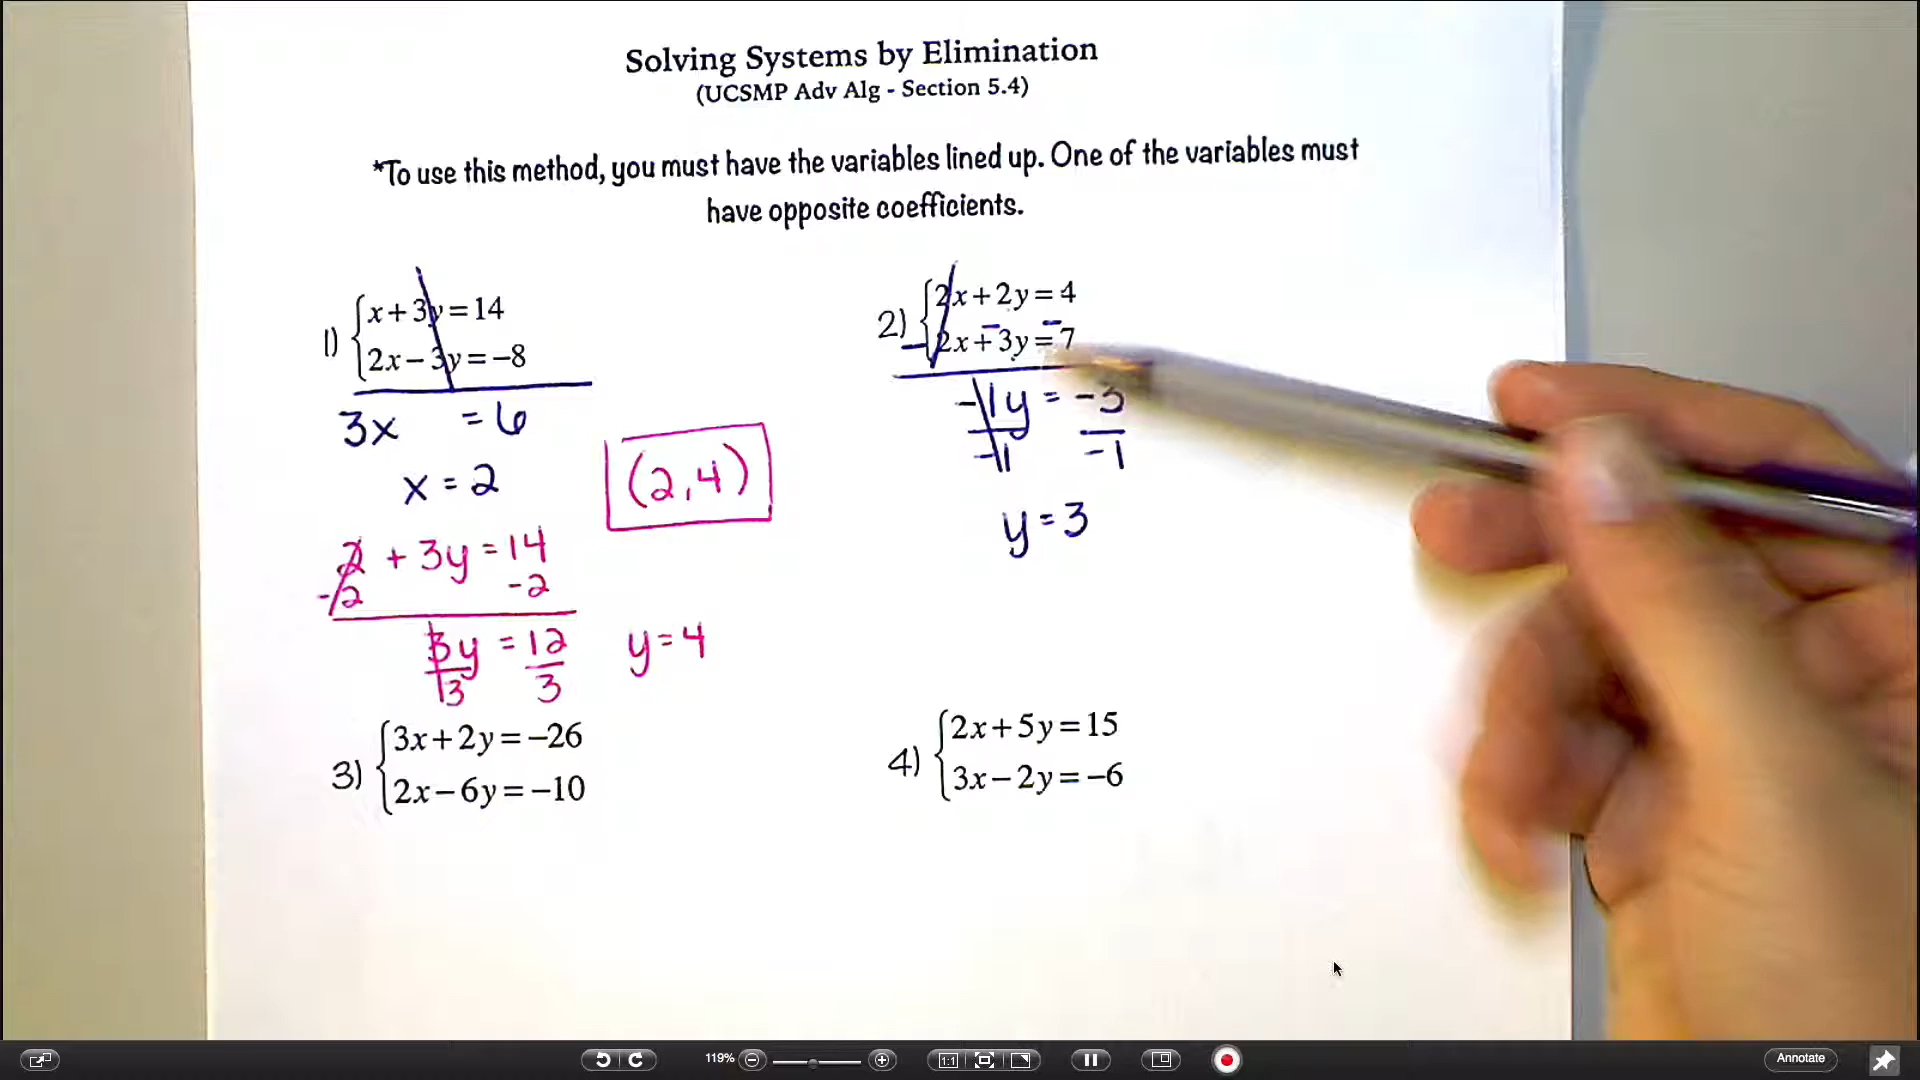 Solving Systems by Elimination
(UCSMP Adv Alg - Section 5.4)
*To use this method, you must have the variables lined up. One of the variables must
have opposite coefficients.
1) {x + 3y = 14
2x − 3y = −8
3x = 6
x = 2
(2,4)
2 + 3y = 14
-2 -2
3y = 12
3 3
y = 4
2) {2x + 2y = 4
- 2x + 3y = 7
- -
-1y = -3
-1 -1
y = 3
3) {3x + 2y = −26
2x − 6y = −10
4) {2x + 5y = 15
3x − 2y = −6
119%
1:1
Annotate